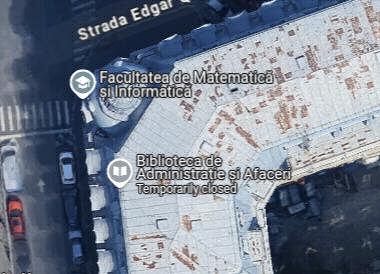 Strada Edgar Q
Facultatea de Matematică
și Informatică
Biblioteca de
Administrație și Afaceri
Temporarily closed